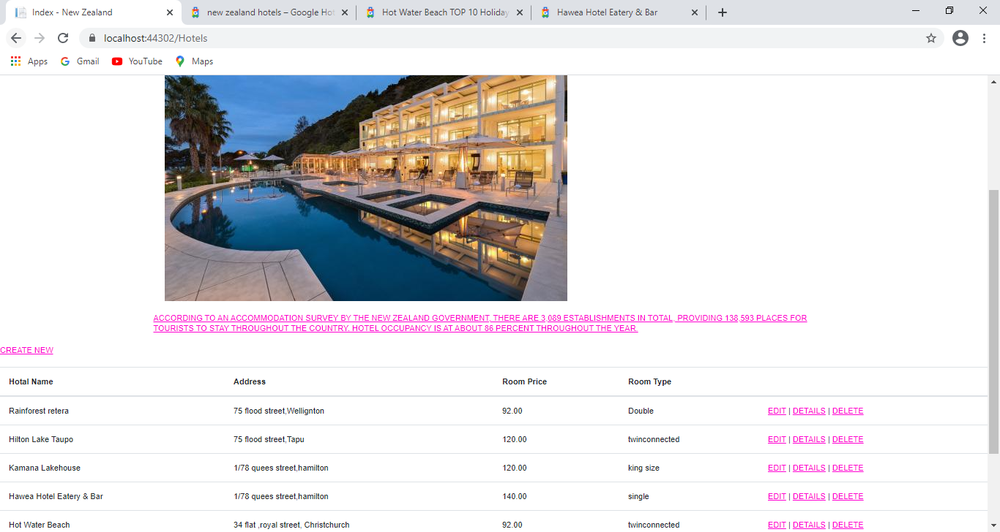 Index - New Zealand
new zealand hotels – Google Hot
Hot Water Beach TOP 10 Holiday
Hawea Hotel Eatery & Bar
localhost:44302/Hotels
Apps Gmail YouTube Maps
ACCORDING TO AN ACCOMMODATION SURVEY BY THE NEW ZEALAND GOVERNMENT, THERE ARE 3,089 ESTABLISHMENTS IN TOTAL, PROVIDING 138,593 PLACES FOR
TOURISTS TO STAY THROUGHOUT THE COUNTRY. HOTEL OCCUPANCY IS AT ABOUT 86 PERCENT THROUGHOUT THE YEAR.
CREATE NEW
Hotal Name Address Room Price Room Type
Rainforest retera 75 flood street,Wellignton 92.00 Double EDIT | DETAILS | DELETE
Hilton Lake Taupo 75 flood street,Tapu 120.00 twinconnected EDIT | DETAILS | DELETE
Kamana Lakehouse 1/78 quees street,hamilton 120.00 king size EDIT | DETAILS | DELETE
Hawea Hotel Eatery & Bar 1/78 quees street,hamilton 140.00 single EDIT | DETAILS | DELETE
Hot Water Beach 34 flat ,royal street, Christchurch 92.00 twinconnected EDIT | DETAILS | DELETE